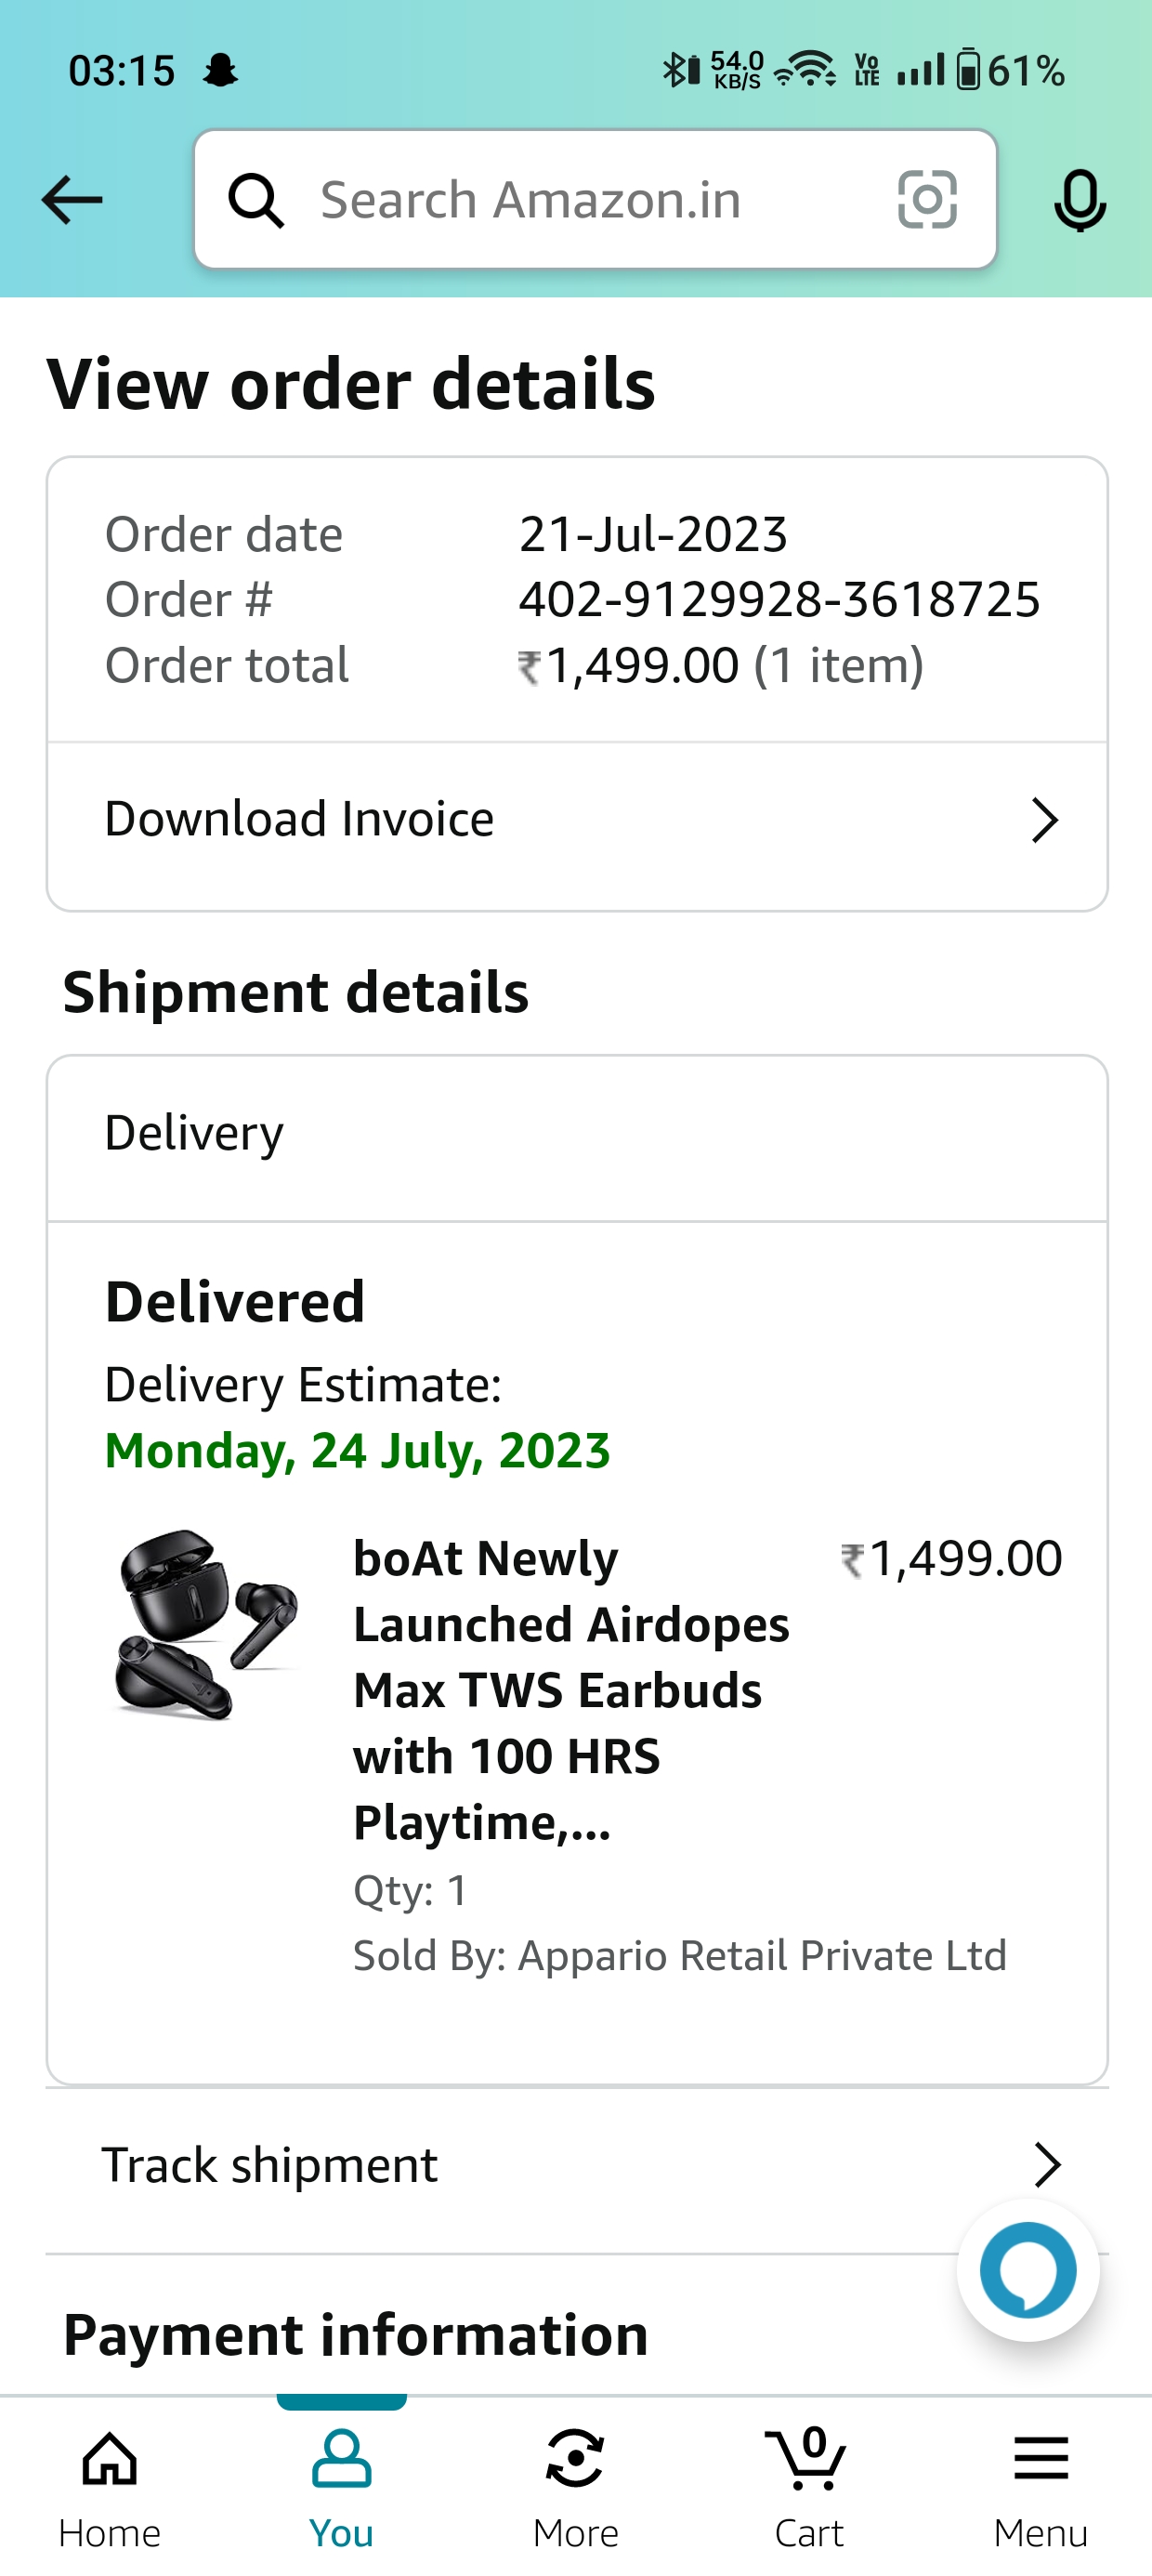 03:15
54.0
KB/S
Vo
LTE
61%
Search Amazon.in
View order details
Order date 21-Jul-2023
Order # 402-9129928-3618725
Order total ₹1,499.00 (1 item)
Download Invoice
Shipment details
Delivery
Delivered
Delivery Estimate:
Monday, 24 July, 2023
boAt Newly ₹1,499.00
Launched Airdopes
Max TWS Earbuds
with 100 HRS
Playtime,...
Qty: 1
Sold By: Appario Retail Private Ltd
Track shipment
Payment information
0
Home You More Cart Menu